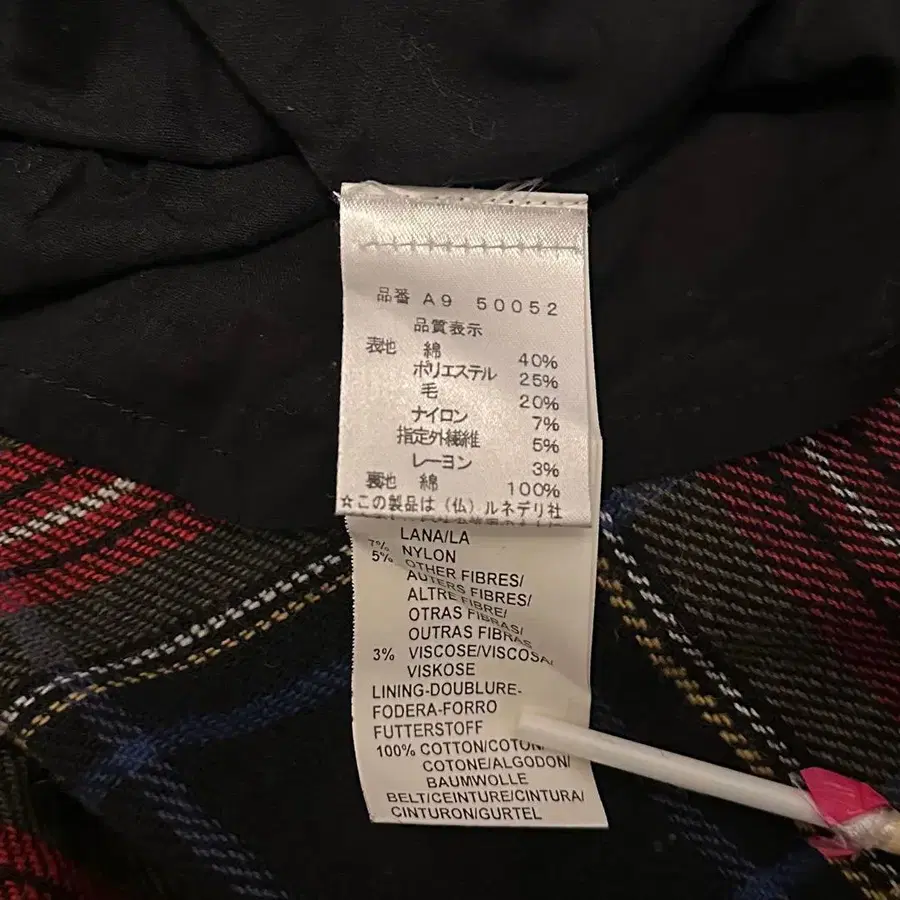 品番 A9 50052
品質表示
表地 綿 40%
ポリエステル 25%
毛 20%
ナイロン 7%
指定外繊維 5%
レーヨン 3%
裏地 綿 100%
☆この製品は(仏)ルネデリ社
LANA/LA
7% NYLON
5% OTHER FIBRES/
AUTERS FIBRES/
ALTRE FIBRE/
OTRAS FIBRAS/
OUTRAS FIBRAS
3% VISCOSE/VISCOSA/
VISKOSE
LINING-DOUBLURE-
FODERA-FORRO
FUTTERSTOFF
100% COTTON/COTON/
COTONE/ALGODON/
BAUMWOLLE
BELT/CEINTURE/CINTURA/
CINTURON/GURTEL